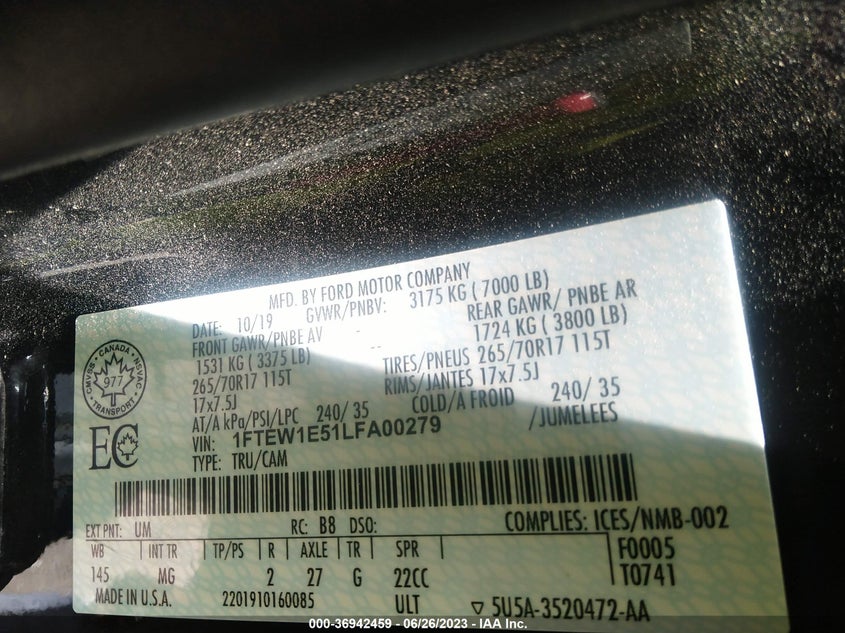 MFD. BY FORD MOTOR COMPANY
DATE: 10/19 GVWR/PNBV: 3175 KG ( 7000 LB)
FRONT GAWR/PNBE AV - REAR GAWR/ PNBE AR
1531 KG ( 3375 LB) -- 1724 KG ( 3800 LB)
265/70R17 115T TIRES/PNEUS 265/70R17 115T
17x7.5J RIMS/JANTES 17x7.5J
AT/A kPa/PSI/LPC 240/ 35 COLD/A FROID 240/ 35
VIN: 1FTEW1E51LFA00279 /JUMELEES
TYPE: TRU/CAM
CMVSS - CANADA NSVAC
977
TRANSPORT
EC
EXT PNT: UM RC: B8 DSO: COMPLIES: ICES/NMB-002
WB INT TR TP/PS R AXLE TR SPR F0005
145 MG 2 27 G 22CC T0741
MADE IN U.S.A. 2201910160085 ULT ▽ 5U5A-3520472-AA
000-36942459 - 06/26/2023 - IAA Inc.